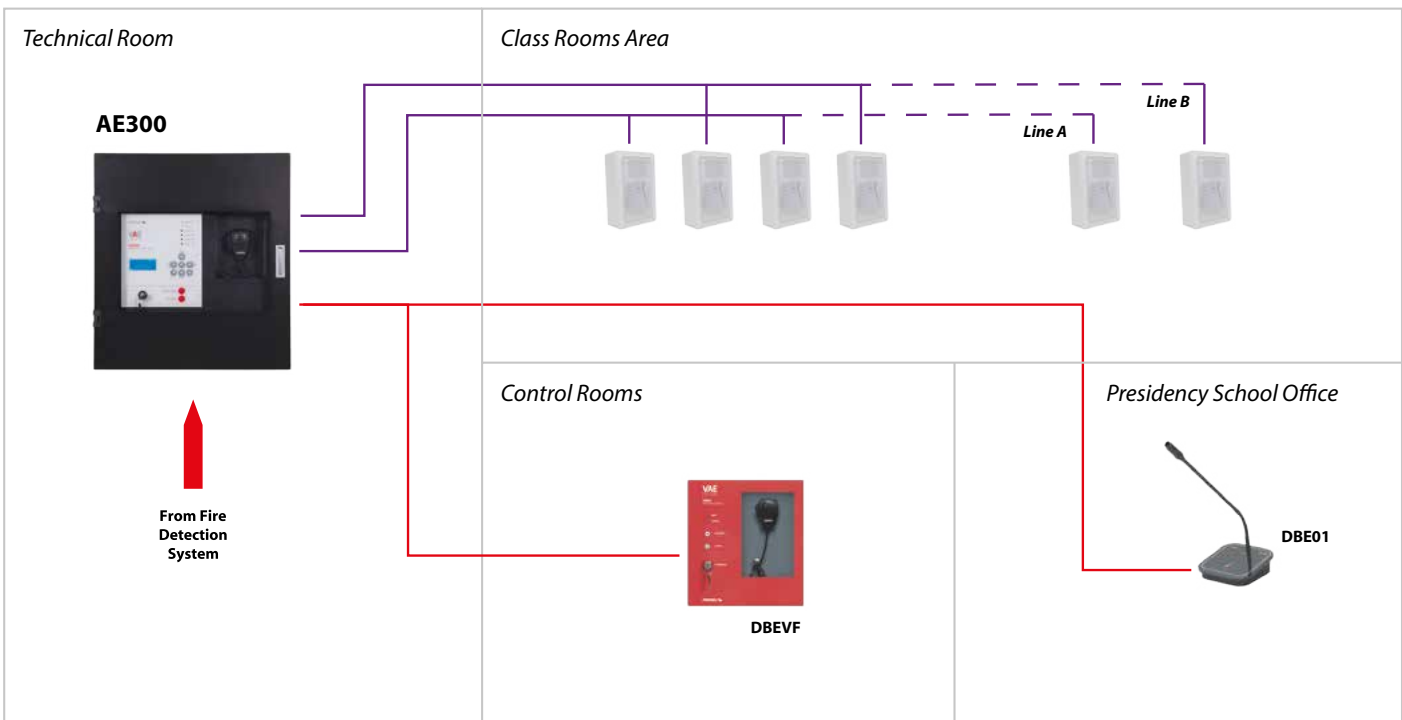 Technical Room
Class Rooms Area
AE300
Line B
Line A
Control Rooms
Presidency School Office
From Fire
Detection
System
VAE
DBE01
DBEVF